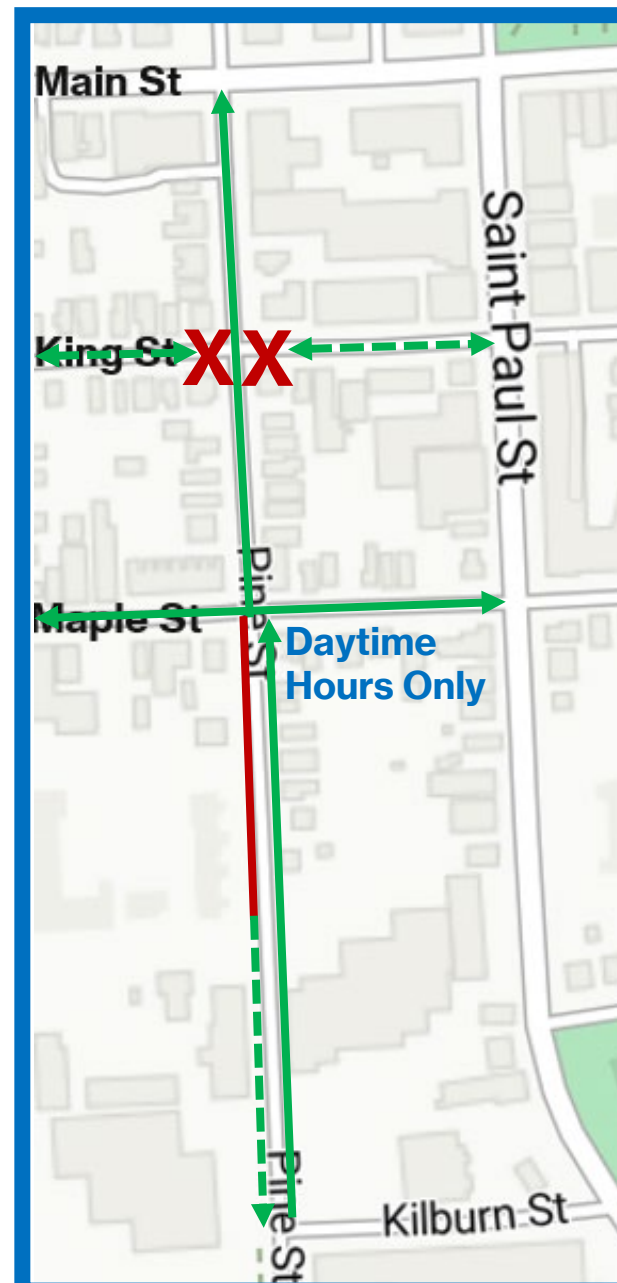 Main St
Saint Paul St
King St
X X
Pine St
Maple St
Daytime
Hours Only
Pine St
Kilburn St